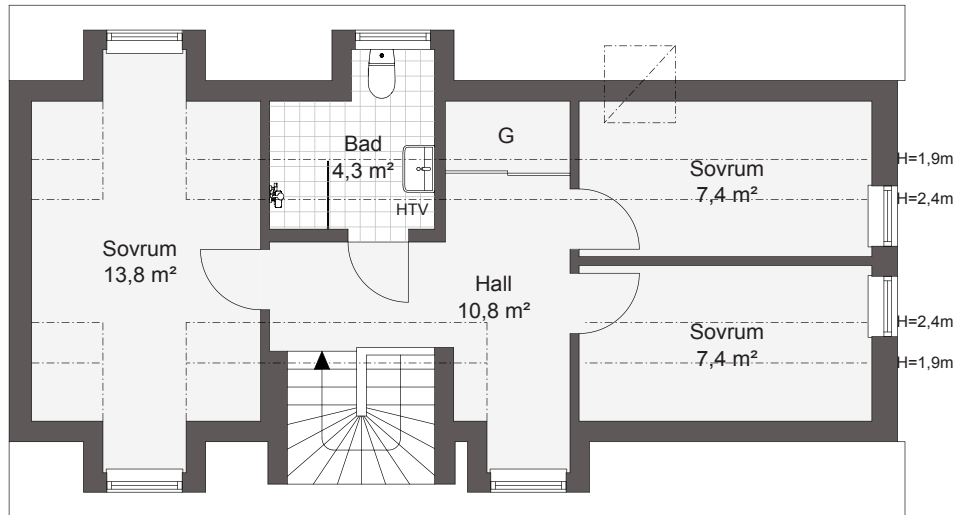 G
Bad
4,3 m²
HTV
Sovrum
7,4 m²
H=1,9m
H=2,4m
Sovrum
13,8 m²
Hall
10,8 m²
Sovrum
7,4 m²
H=2,4m
H=1,9m